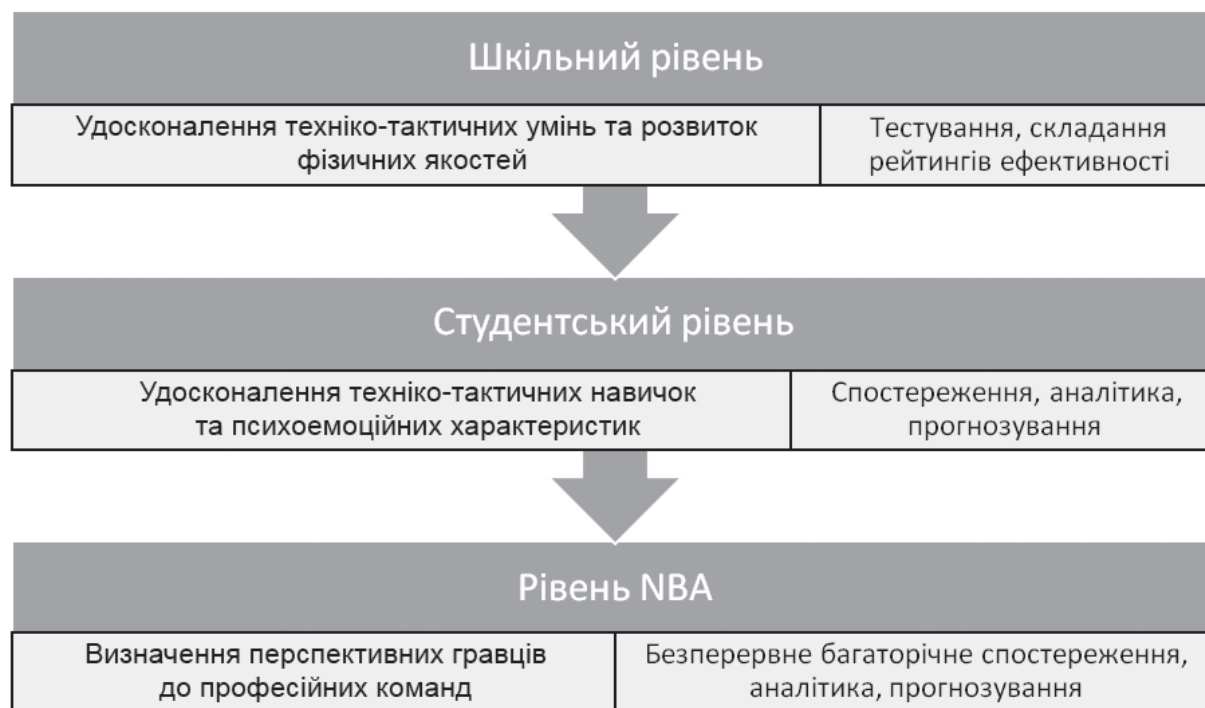 Шкільний рівень
Удосконалення техніко-тактичних умінь та розвиток
фізичних якостей
Тестування, складання
рейтингів ефективності
Студентський рівень
Удосконалення техніко-тактичних навичок
та психоемоційних характеристик
Спостереження, аналітика,
прогнозування
Рівень NBA
Визначення перспективних гравців
до професійних команд
Безперервне багаторічне спостереження,
аналітика, прогнозування